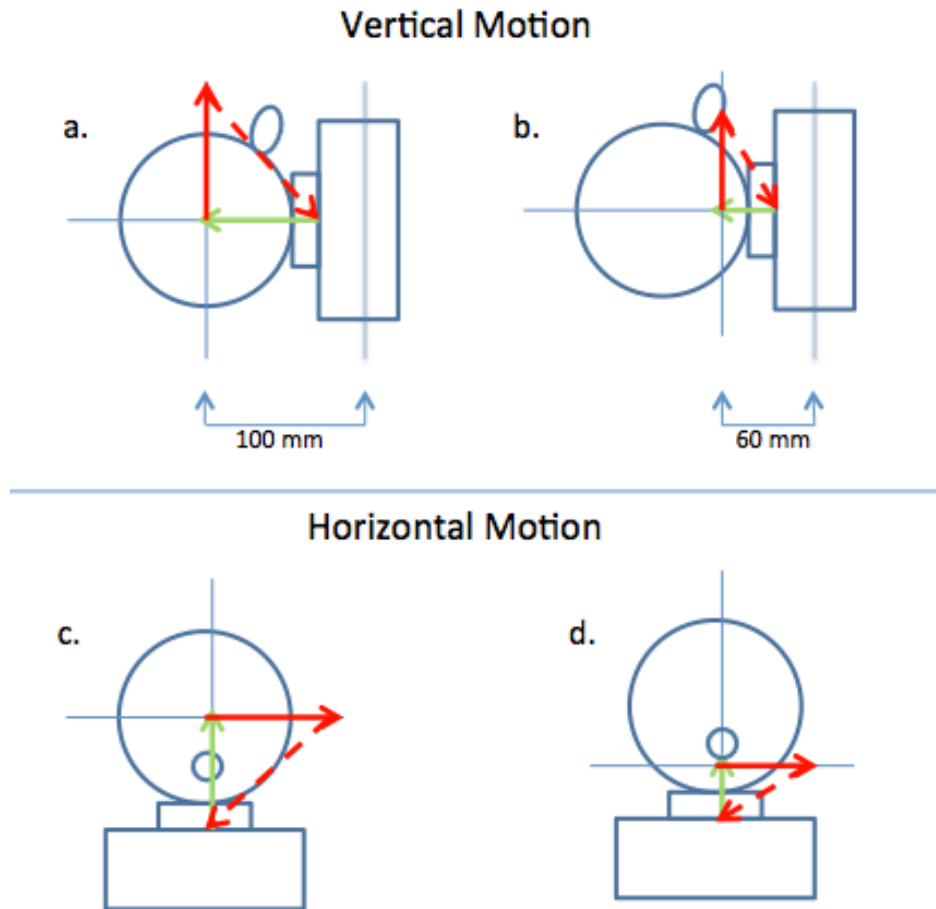 Vertical Motion
a.
b.
100 mm
60 mm
Horizontal Motion
c.
d.